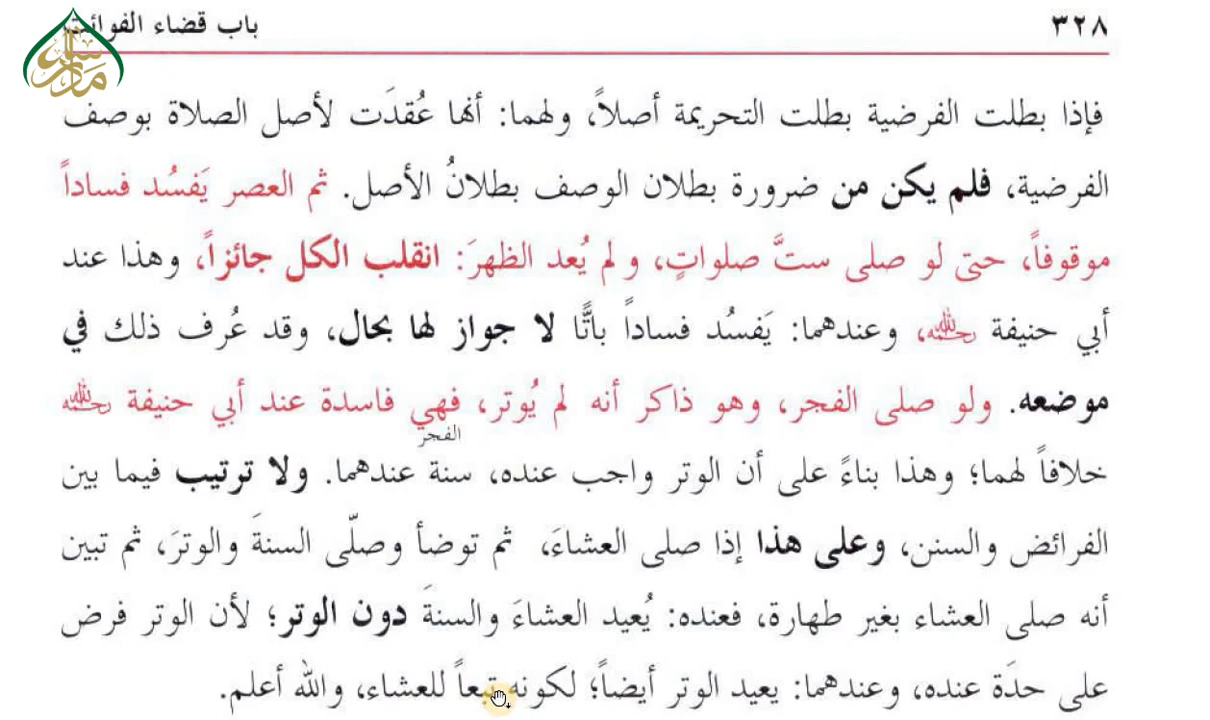 ٣٢٨
باب قضاء الفوائت
مدارس
فإذا بطلت الفرضية بطلت التحريمة أصلاً، ولهما: أنها عُقدَت لأصل الصلاة بوصف
الفرضية، فلم يكن من ضرورة بطلان الوصف بطلانُ الأصل. ثم العصر يَفسُد فساداً
موقوفاً، حتى لو صلى ستَّ صلواتٍ، ولم يُعد الظهرَ: انقلب الكل جائزاً، وهذا عند
أبي حنيفة رحمه الله، وعندهما: يَفسُد فساداً باتًّا لا جواز لها بحال، وقد عُرف ذلك في
موضعه. ولو صلى الفجر، وهو ذاكر أنه لم يُوتر، فهي فاسدة عند أبي حنيفة رحمه الله
الفجر
خلافاً لهما؛ وهذا بناءً على أن الوتر واجب عنده، سنة عندهما. ولا ترتيب فيما بين
الفرائض والسنن، وعلى هذا إذا صلى العشاءَ، ثم توضأ وصلّى السنةَ والوترَ، ثم تبين
أنه صلى العشاء بغير طهارة، فعنده: يُعيد العشاءَ والسنةَ دون الوتر؛ لأن الوتر فرض
على حدَة عنده، وعندهما: يعيد الوتر أيضاً؛ لكونه تبعاً للعشاء، والله أعلم.